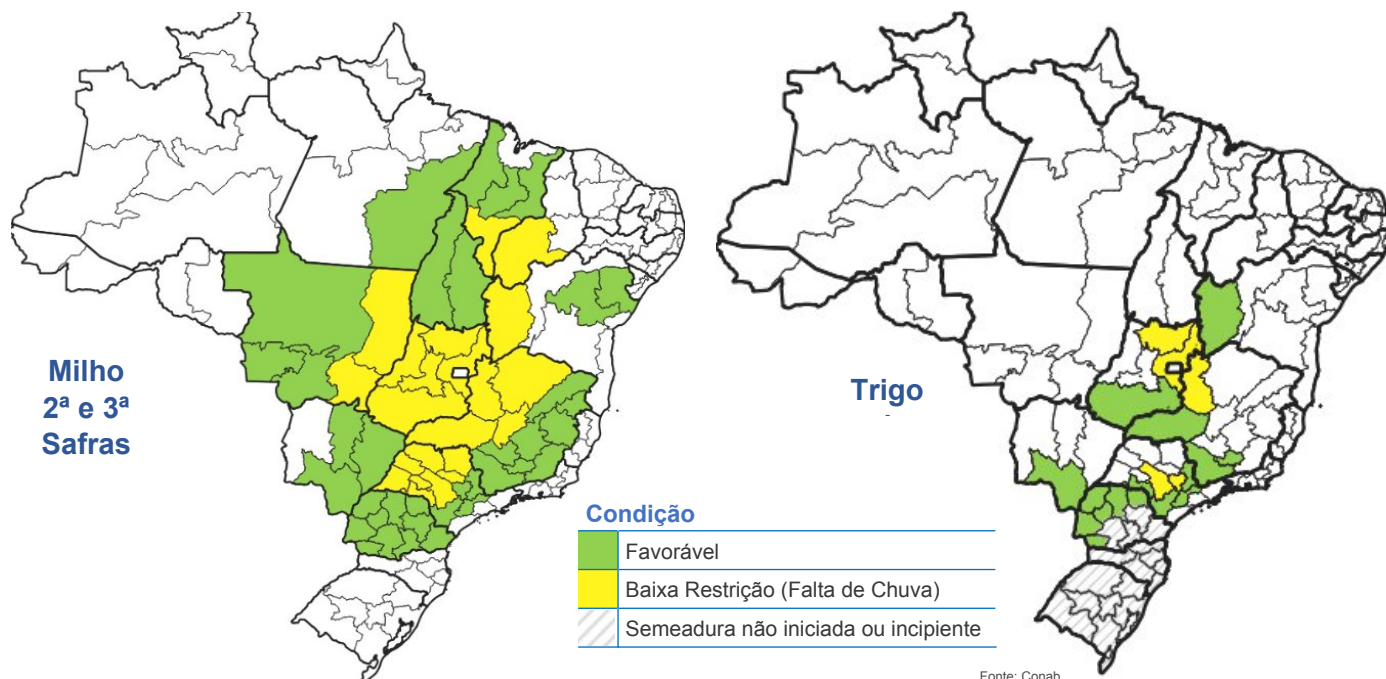 Milho
2ª e 3ª
Safras
Trigo
Condição
Favorável
Baixa Restrição (Falta de Chuva)
Semeadura não iniciada ou incipiente
Fonte: Conab